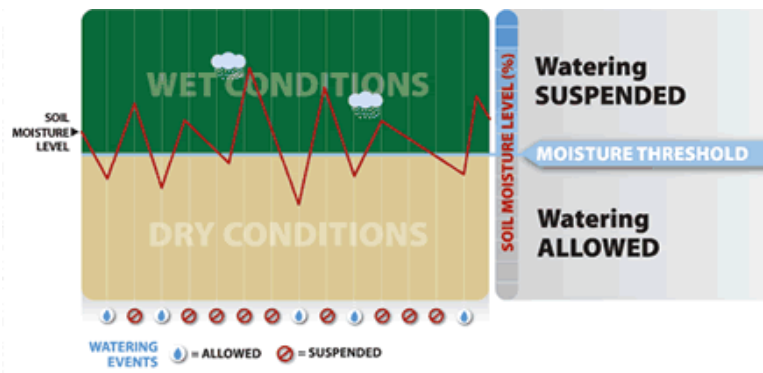 WET CONDITIONS
SOIL
MOISTURE
LEVEL
DRY CONDITIONS
SOIL MOISTURE LEVEL (%)
Watering
SUSPENDED
MOISTURE THRESHOLD
Watering
ALLOWED
WATERING
EVENTS
= ALLOWED
= SUSPENDED